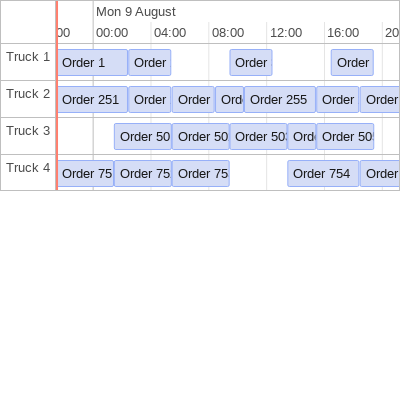 Mon 9 August
00 00:00 04:00 08:00 12:00 16:00 20
Truck 1 Order 1 Order Order Order
Truck 2 Order 251 Order Order Ord Order 255 Order Order
Truck 3 Order 50 Order 50 Order 503 Ord Order 505
Truck 4 Order 75 Order 75 Order 75 Order 754 Order